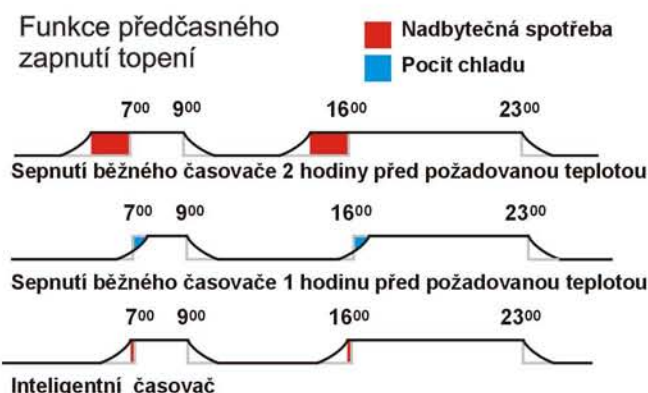 Funkce předčasného
zapnutí topení
Nadbytečná spotřeba
Pocit chladu
7⁰⁰ 9⁰⁰ 16⁰⁰ 23⁰⁰
Sepnutí běžného časovače 2 hodiny před požadovanou teplotou
7⁰⁰ 9⁰⁰ 16⁰⁰ 23⁰⁰
Sepnutí běžného časovače 1 hodinu před požadovanou teplotou
7⁰⁰ 9⁰⁰ 16⁰⁰ 23⁰⁰
Inteligentní časovač